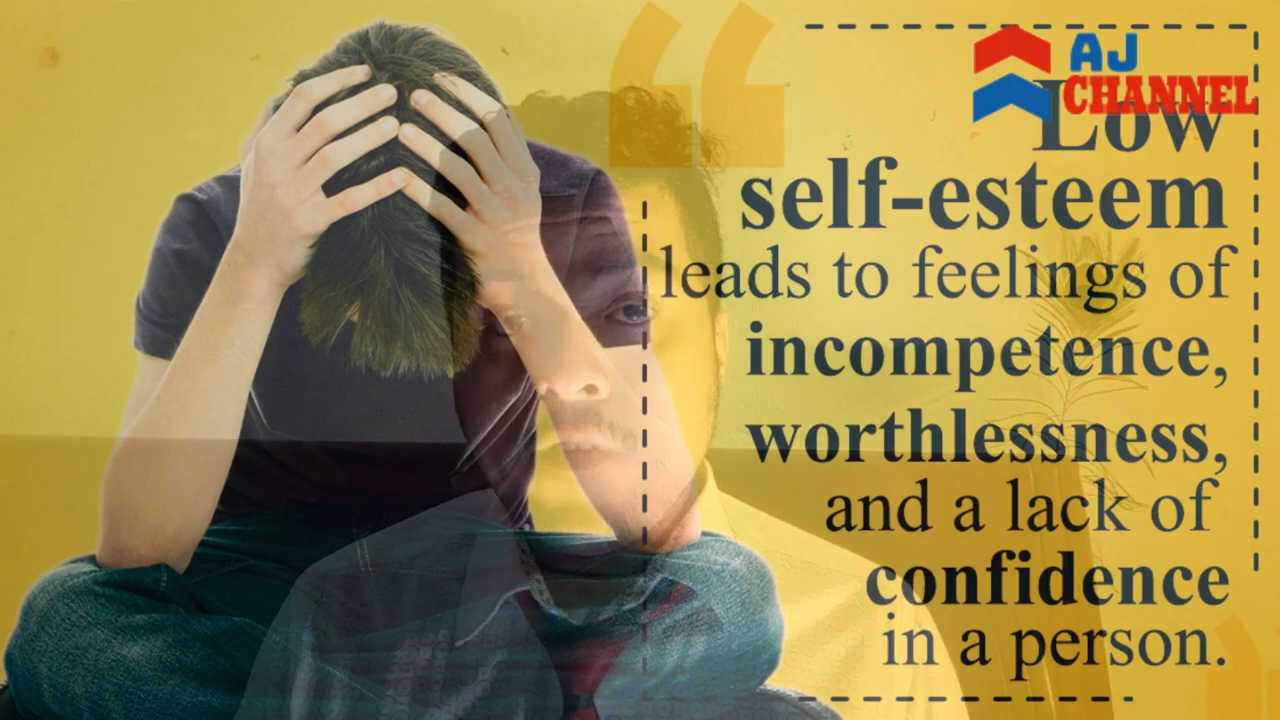 AJ
CHANNEL
Low
self-esteem
leads to feelings of
incompetence,
worthlessness,
and a lack of
confidence
in a person.